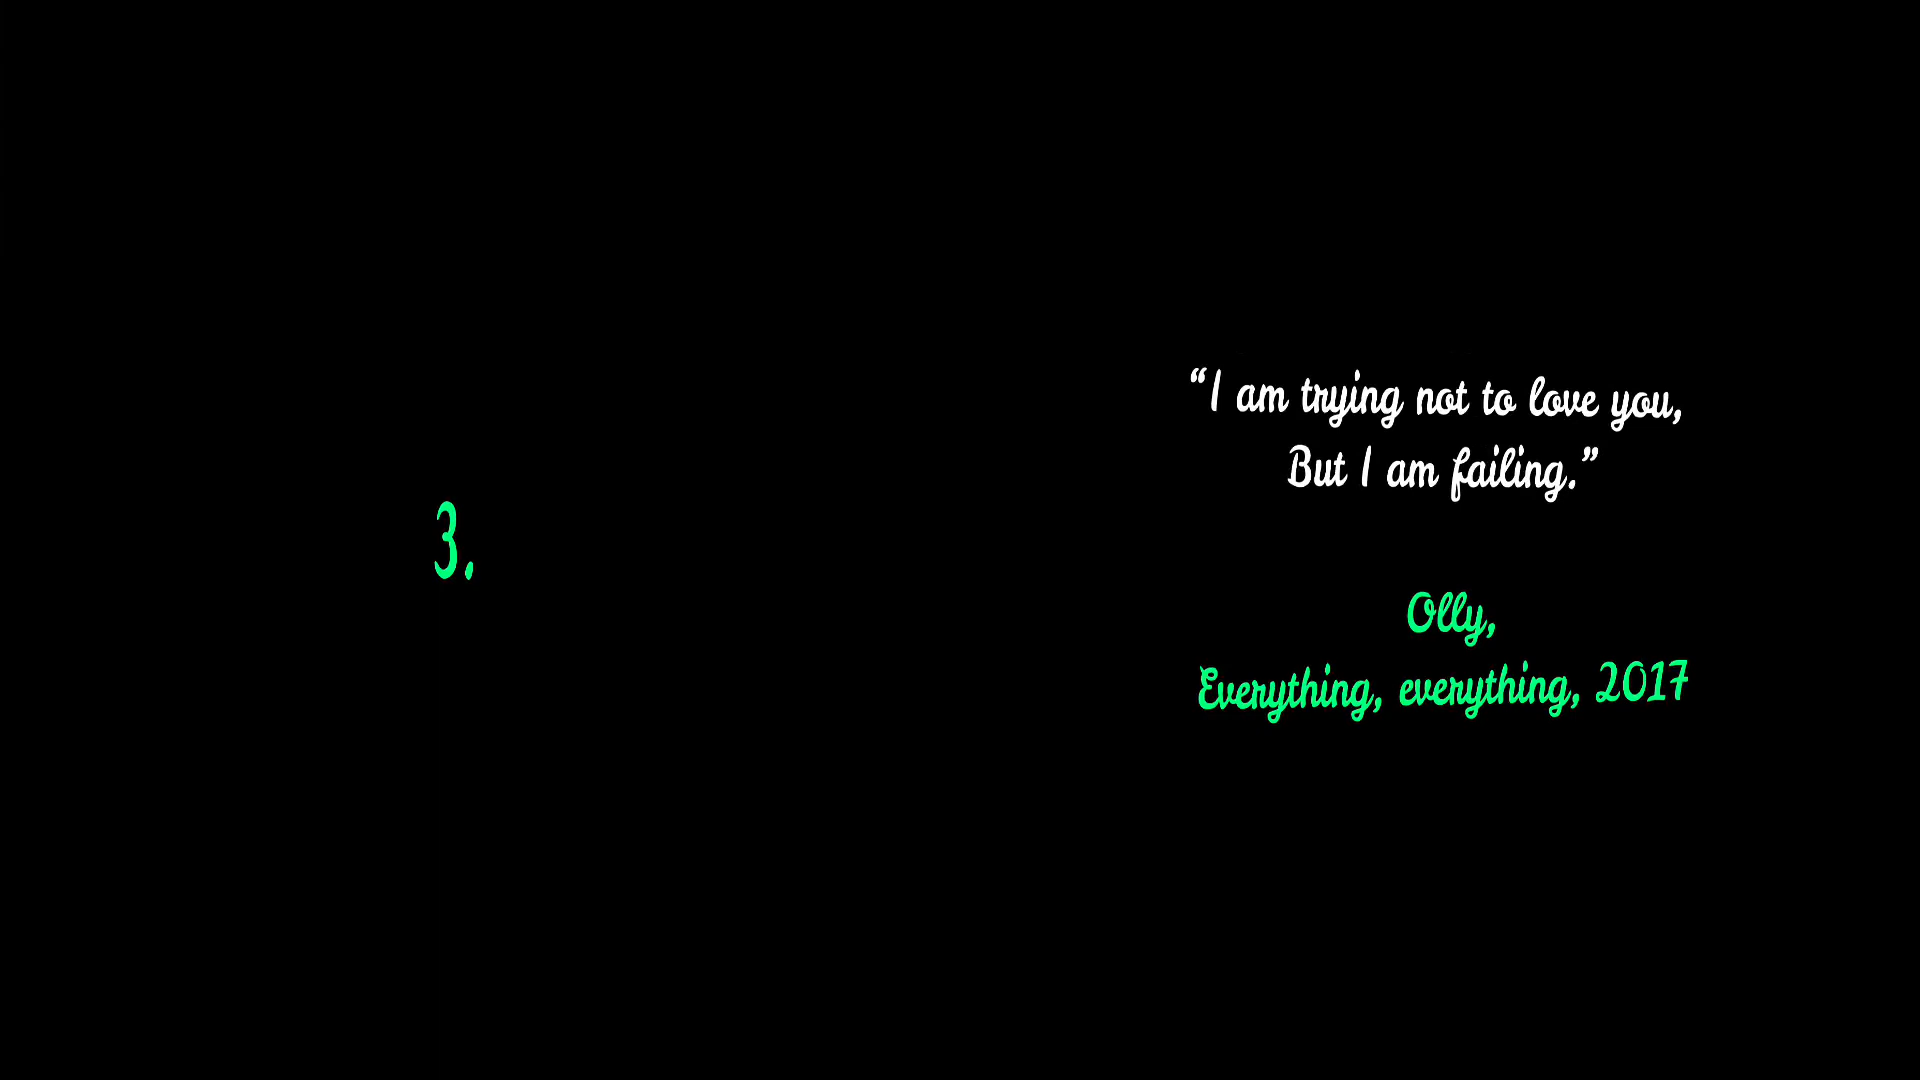 3.
“I am trying not to love you,
But I am failing.”
Olly,
Everything, everything, 2017